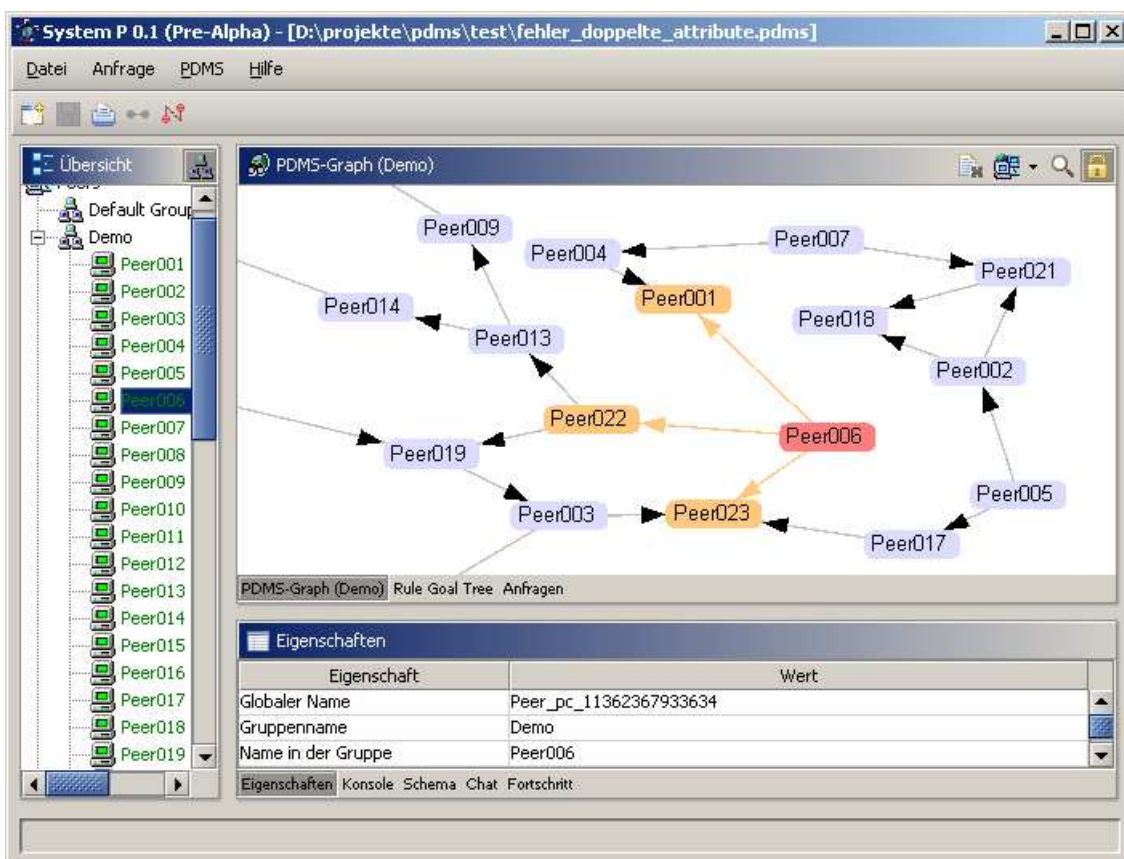 System P 0.1 (Pre-Alpha) - [D:\projekte\pdms\test\fehler_doppelte_attribute.pdms]
Datei Anfrage PDMS Hilfe
Übersicht
Default Group
Demo
Peer001
Peer002
Peer003
Peer004
Peer005
Peer006
Peer007
Peer008
Peer009
Peer010
Peer011
Peer012
Peer013
Peer014
Peer015
Peer016
Peer017
Peer018
Peer019
PDMS-Graph (Demo)
Peer009
Peer004
Peer007
Peer021
Peer001
Peer014
Peer018
Peer013
Peer002
Peer022
Peer006
Peer019
Peer005
Peer003
Peer023
Peer017
PDMS-Graph (Demo) Rule Goal Tree Anfragen
Eigenschaften
Eigenschaft Wert
Globaler Name Peer_pc_11362367933634
Gruppenname Demo
Name in der Gruppe Peer006
Eigenschaften Konsole Schema Chat Fortschritt